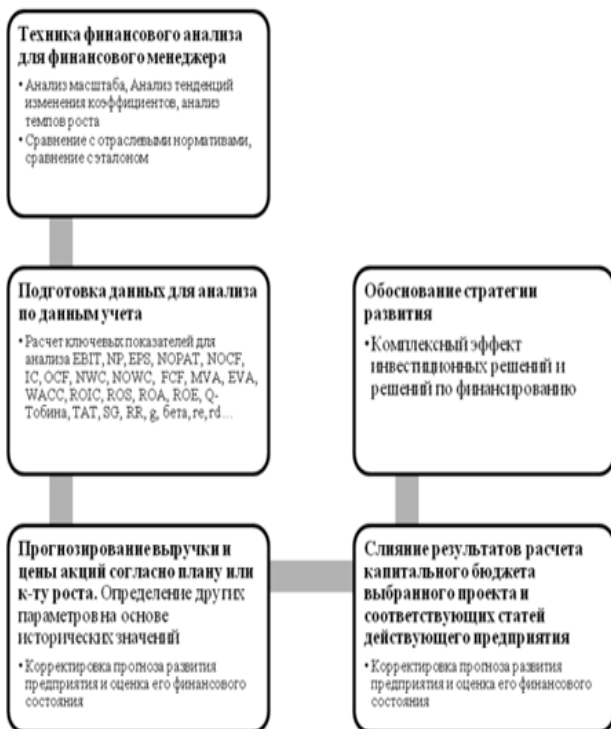 Техника финансового анализа
для финансового менеджера
• Анализ масштаба, Анализ тенденций
изменения коэффициентов, анализ
темпов роста
• Сравнение с отраслевыми нормативами,
сравнение с эталоном
Подготовка данных для анализа
по данным учета
• Расчет ключевых показателей для
анализа EBIT, NP, EPS, NOPAT, NOCF,
IC, OCF, NWC, NOWC, FCF, MVA, EVA,
WACC, ROIC, ROS, ROA, ROE, Q-
Тобина, TAT, SG, RR, g, бета, re, rd ...
Прогнозирование выручки и
цены акций согласно плану или
к-ту роста. Определение других
параметров на основе
исторических значений
• Корректировка прогноза развития
предприятия и оценка его финансового
состояния
Слияние результатов расчета
капитального бюджета
выбранного проекта и
соответствующих статей
действующего предприятия
• Корректировка прогноза развития
предприятия и оценка его финансового
состояния
Обоснование стратегии
развития
• Комплексный эффект
инвестиционных решений и
решений по финансированию